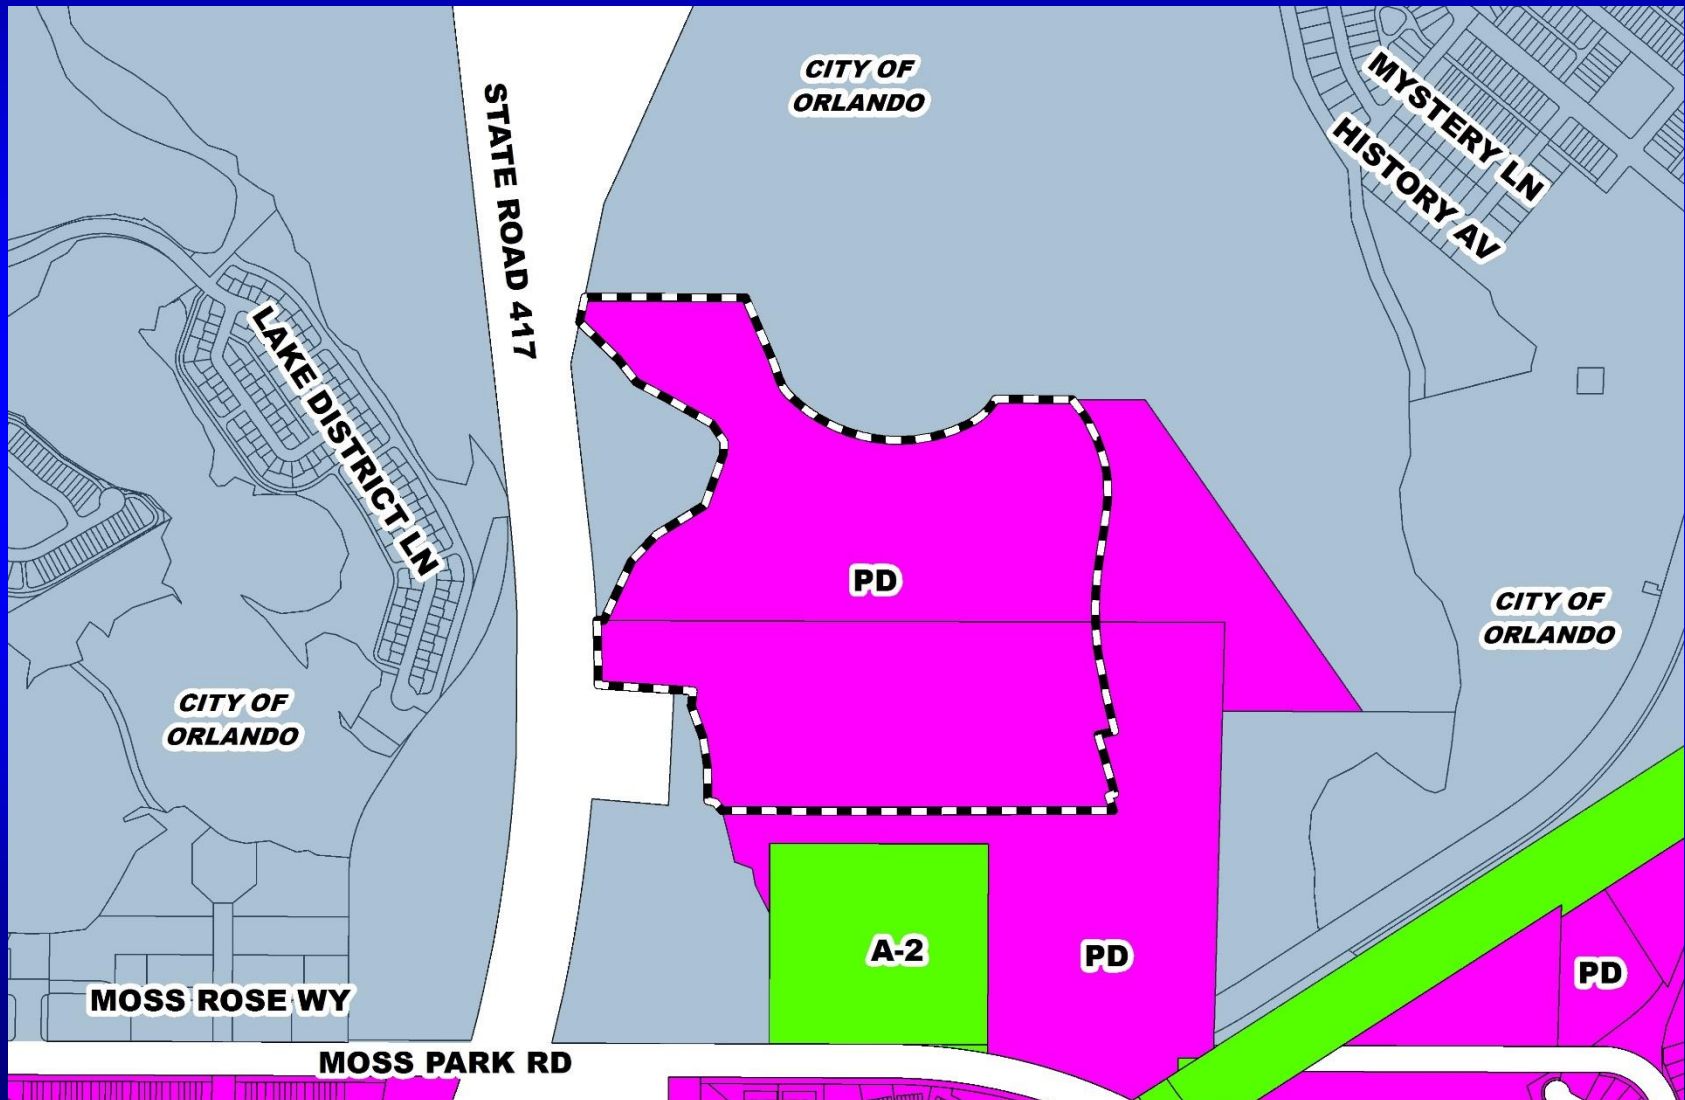 CITY OF
ORLANDO
MYSTERY LN
HISTORY AV
STATE ROAD 417
LAKE DISTRICT LN
PD
CITY OF
ORLANDO
CITY OF
ORLANDO
A-2
PD
PD
MOSS ROSE WY
MOSS PARK RD